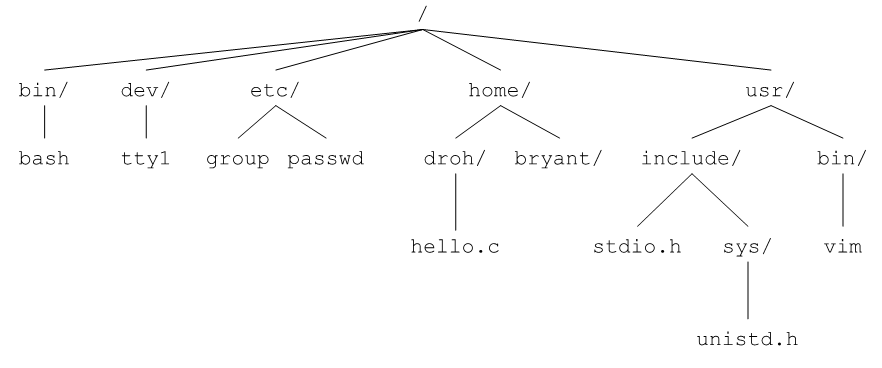 /
bin/ dev/ etc/ home/ usr/
bash tty1 group passwd droh/ bryant/ include/ bin/
hello.c stdio.h sys/ vim
unistd.h